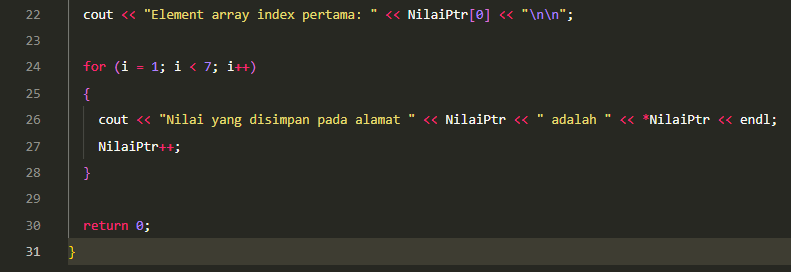 22 cout << "Element array index pertama: " << NilaiPtr[0] << "\n\n";
23
24 for (i = 1; i < 7; i++)
25 {
26 cout << "Nilai yang disimpan pada alamat " << NilaiPtr << " adalah " << *NilaiPtr << endl;
27 NilaiPtr++;
28 }
29
30 return 0;
31 }